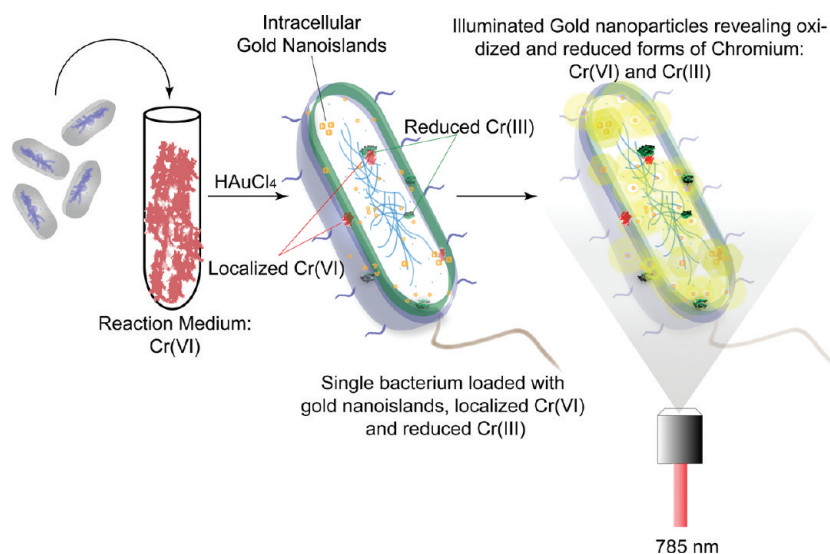 Intracellular
Gold Nanoislands
Illuminated Gold nanoparticles revealing oxi-
dized and reduced forms of Chromium:
Cr(VI) and Cr(III)
Reduced Cr(III)
HAuCl₄
Localized Cr(VI)
Reaction Medium:
Cr(VI)
Single bacterium loaded with
gold nanoislands, localized Cr(VI)
and reduced Cr(III)
785 nm